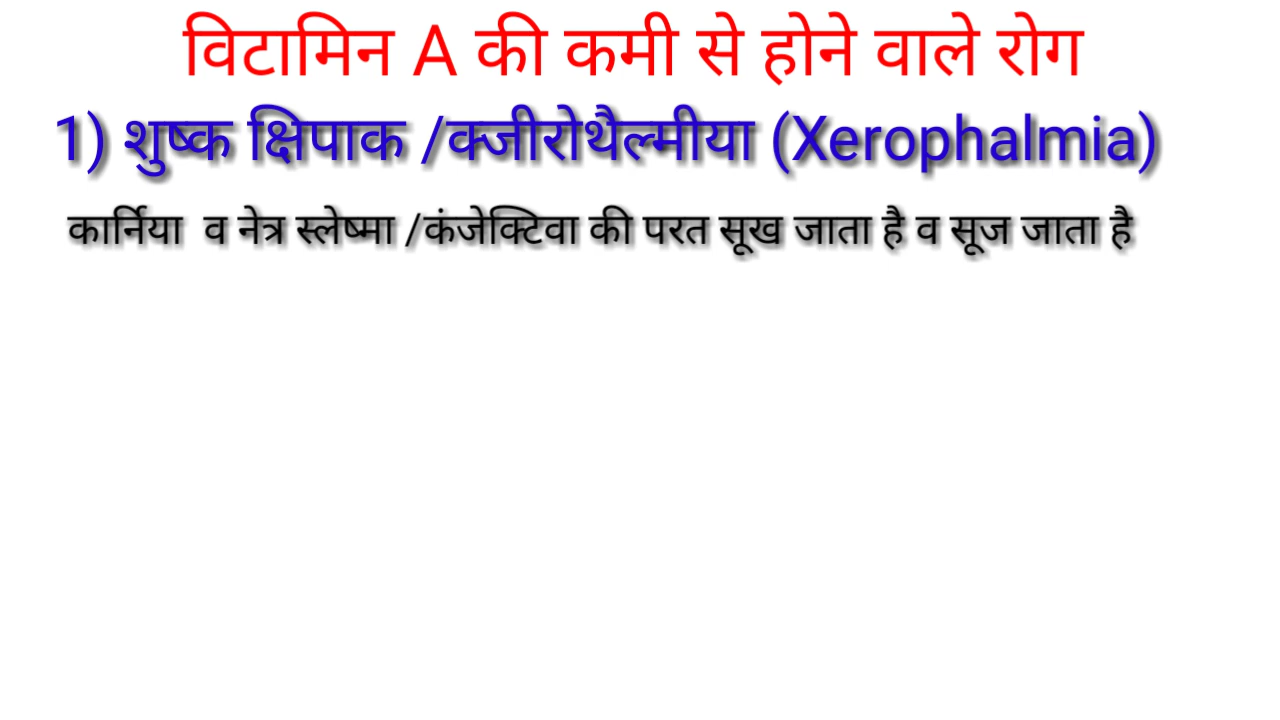 विटामिन A की कमी से होने वाले रोग
1) शुष्क क्षिपाक /क्जीरोथैल्मीया (Xerophalmia)
कार्निया व नेत्र स्लेष्मा /कंजेक्टिवा की परत सूख जाता है व सूज जाता है